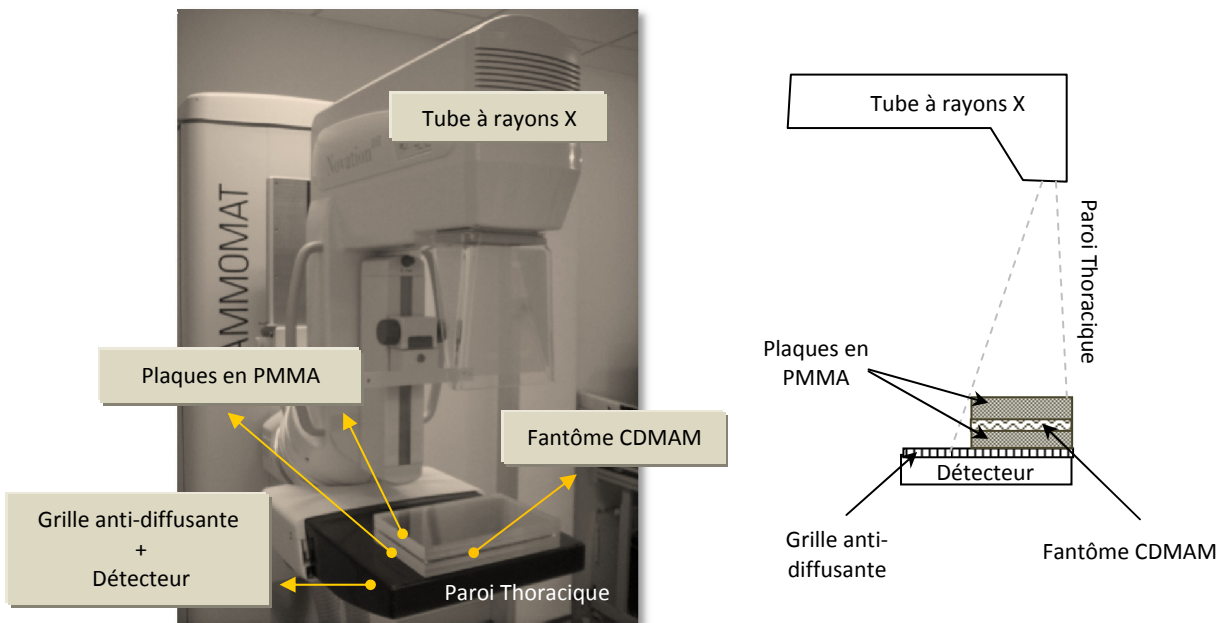 Tube à rayons X
Novation
AMMOMAT
Plaques en PMMA
Fantôme CDMAM
Grille anti-diffusante
+
Détecteur
Paroi Thoracique
Tube à rayons X
Paroi Thoracique
Plaques en
PMMA
Détecteur
Grille anti-
diffusante
Fantôme CDMAM